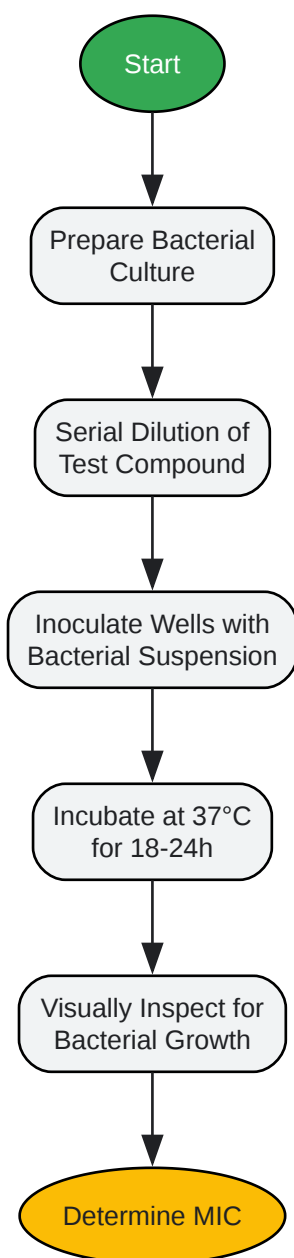 Start
Prepare Bacterial
Culture
Serial Dilution of
Test Compound
Inoculate Wells with
Bacterial Suspension
Incubate at 37°C
for 18-24h
Visually Inspect for
Bacterial Growth
Determine MIC